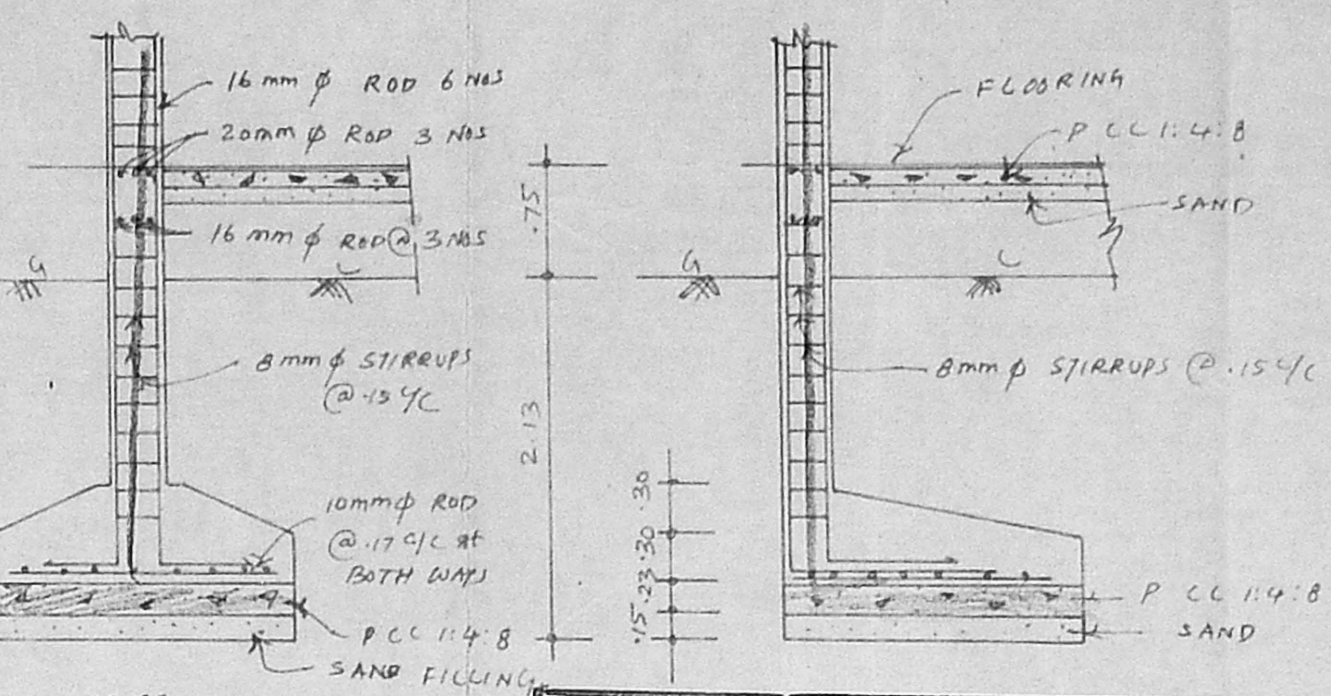 16 mm φ ROD 6 NOS
20mm φ ROD 3 NOS
16 mm φ ROD @ 3 NOS
G L
8mm φ STIRRUPS
@ .15 C/C
10mm φ ROD
@ .17 C/C at
BOTH WAYS
P CC 1:4:8
SAND FILLING
.75
2.13
.30
.30
.23
.15
FLOORING
P CC 1:4:8
SAND
G L
8mm φ STIRRUPS @ .15 C/C
P CC 1:4:8
SAND